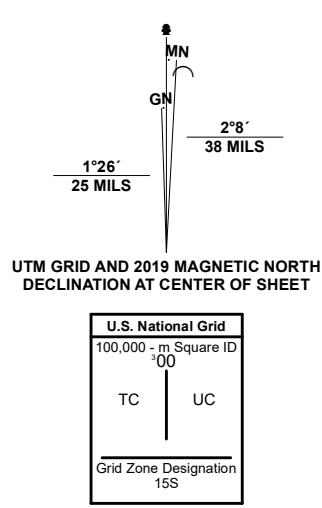 MN
GN
2°8´
38 MILS
1°26´
25 MILS
UTM GRID AND 2019 MAGNETIC NORTH
DECLINATION AT CENTER OF SHEET
U.S. National Grid
100,000 - m Square ID
³00
TC UC
Grid Zone Designation
15S